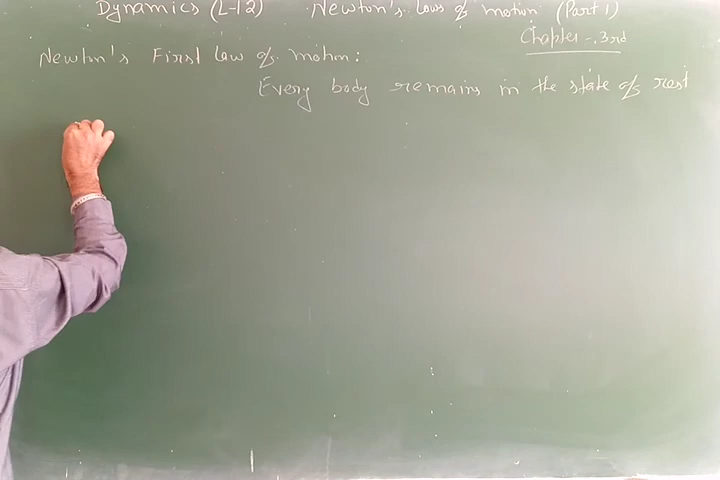 Dynamics (L-12) Newton's laws of motion (Part 1)
Chapter-.3rd
Newton's First law of motion:
Every body remains in the state of rest